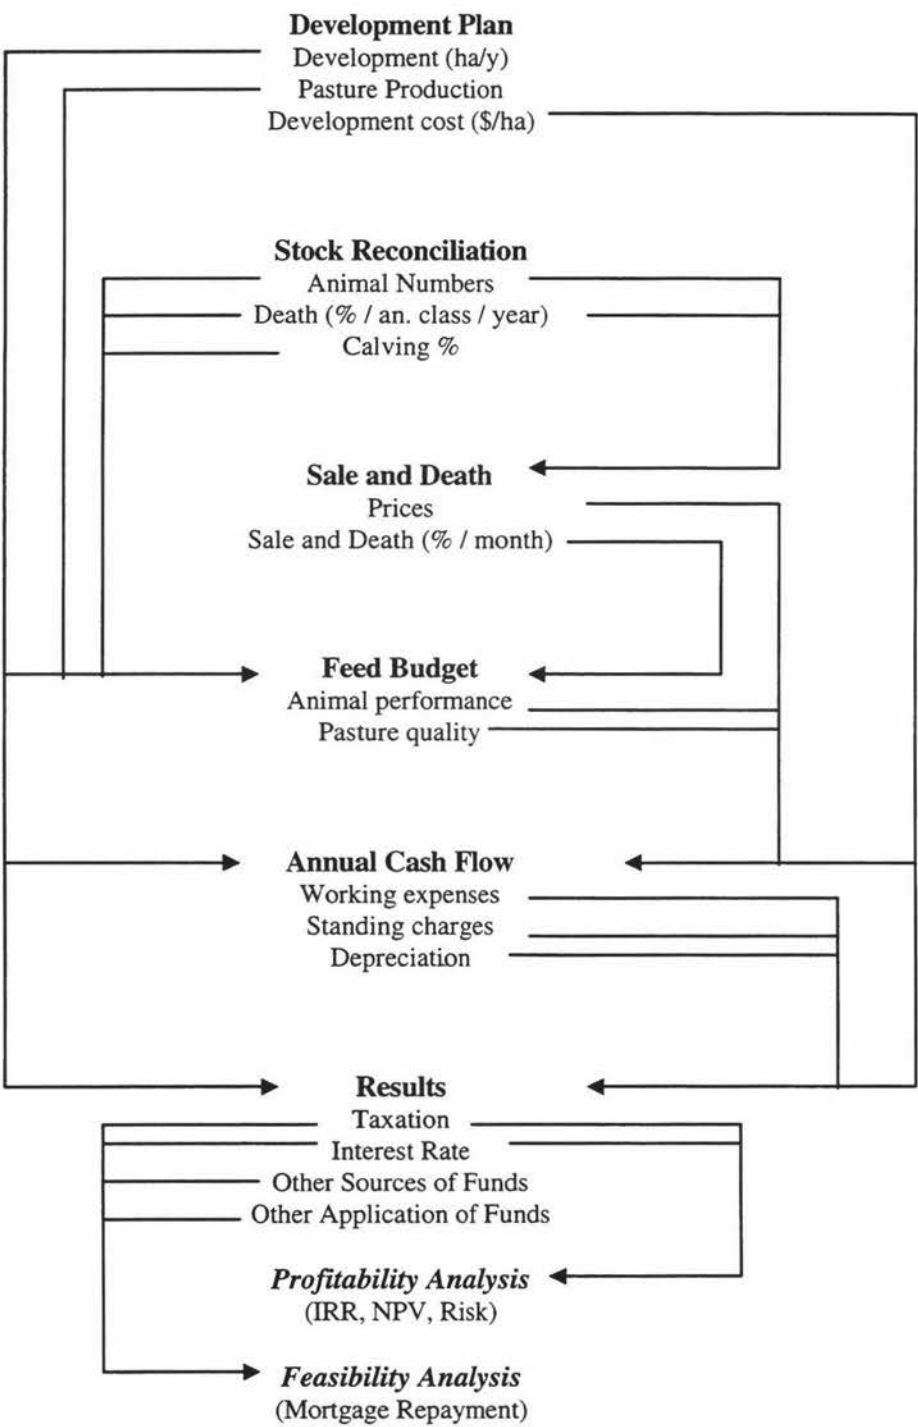 Development Plan
Development (ha/y)
Pasture Production
Development cost ($/ha)
Stock Reconciliation
Animal Numbers
Death (% / an. class / year)
Calving %
Sale and Death
Prices
Sale and Death (% / month)
Feed Budget
Animal performance
Pasture quality
Annual Cash Flow
Working expenses
Standing charges
Depreciation
Results
Taxation
Interest Rate
Other Sources of Funds
Other Application of Funds
Profitability Analysis
(IRR, NPV, Risk)
Feasibility Analysis
(Mortgage Repayment)